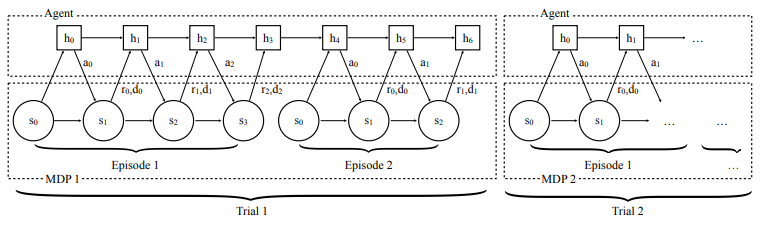 Agent Agent
h0 h1 h2 h3 h4 h5 h6 h0 h1 ...
a0 a1 a2 a0 a1 a0 a1
r0,d0 r1,d1 r2,d2 r0,d0 r1,d1 r0,d0
s0 s1 s2 s3 s0 s1 s2 s0 s1 ... ...
Episode 1 Episode 2 Episode 1 ...
MDP 1 MDP 2
Trial 1 Trial 2